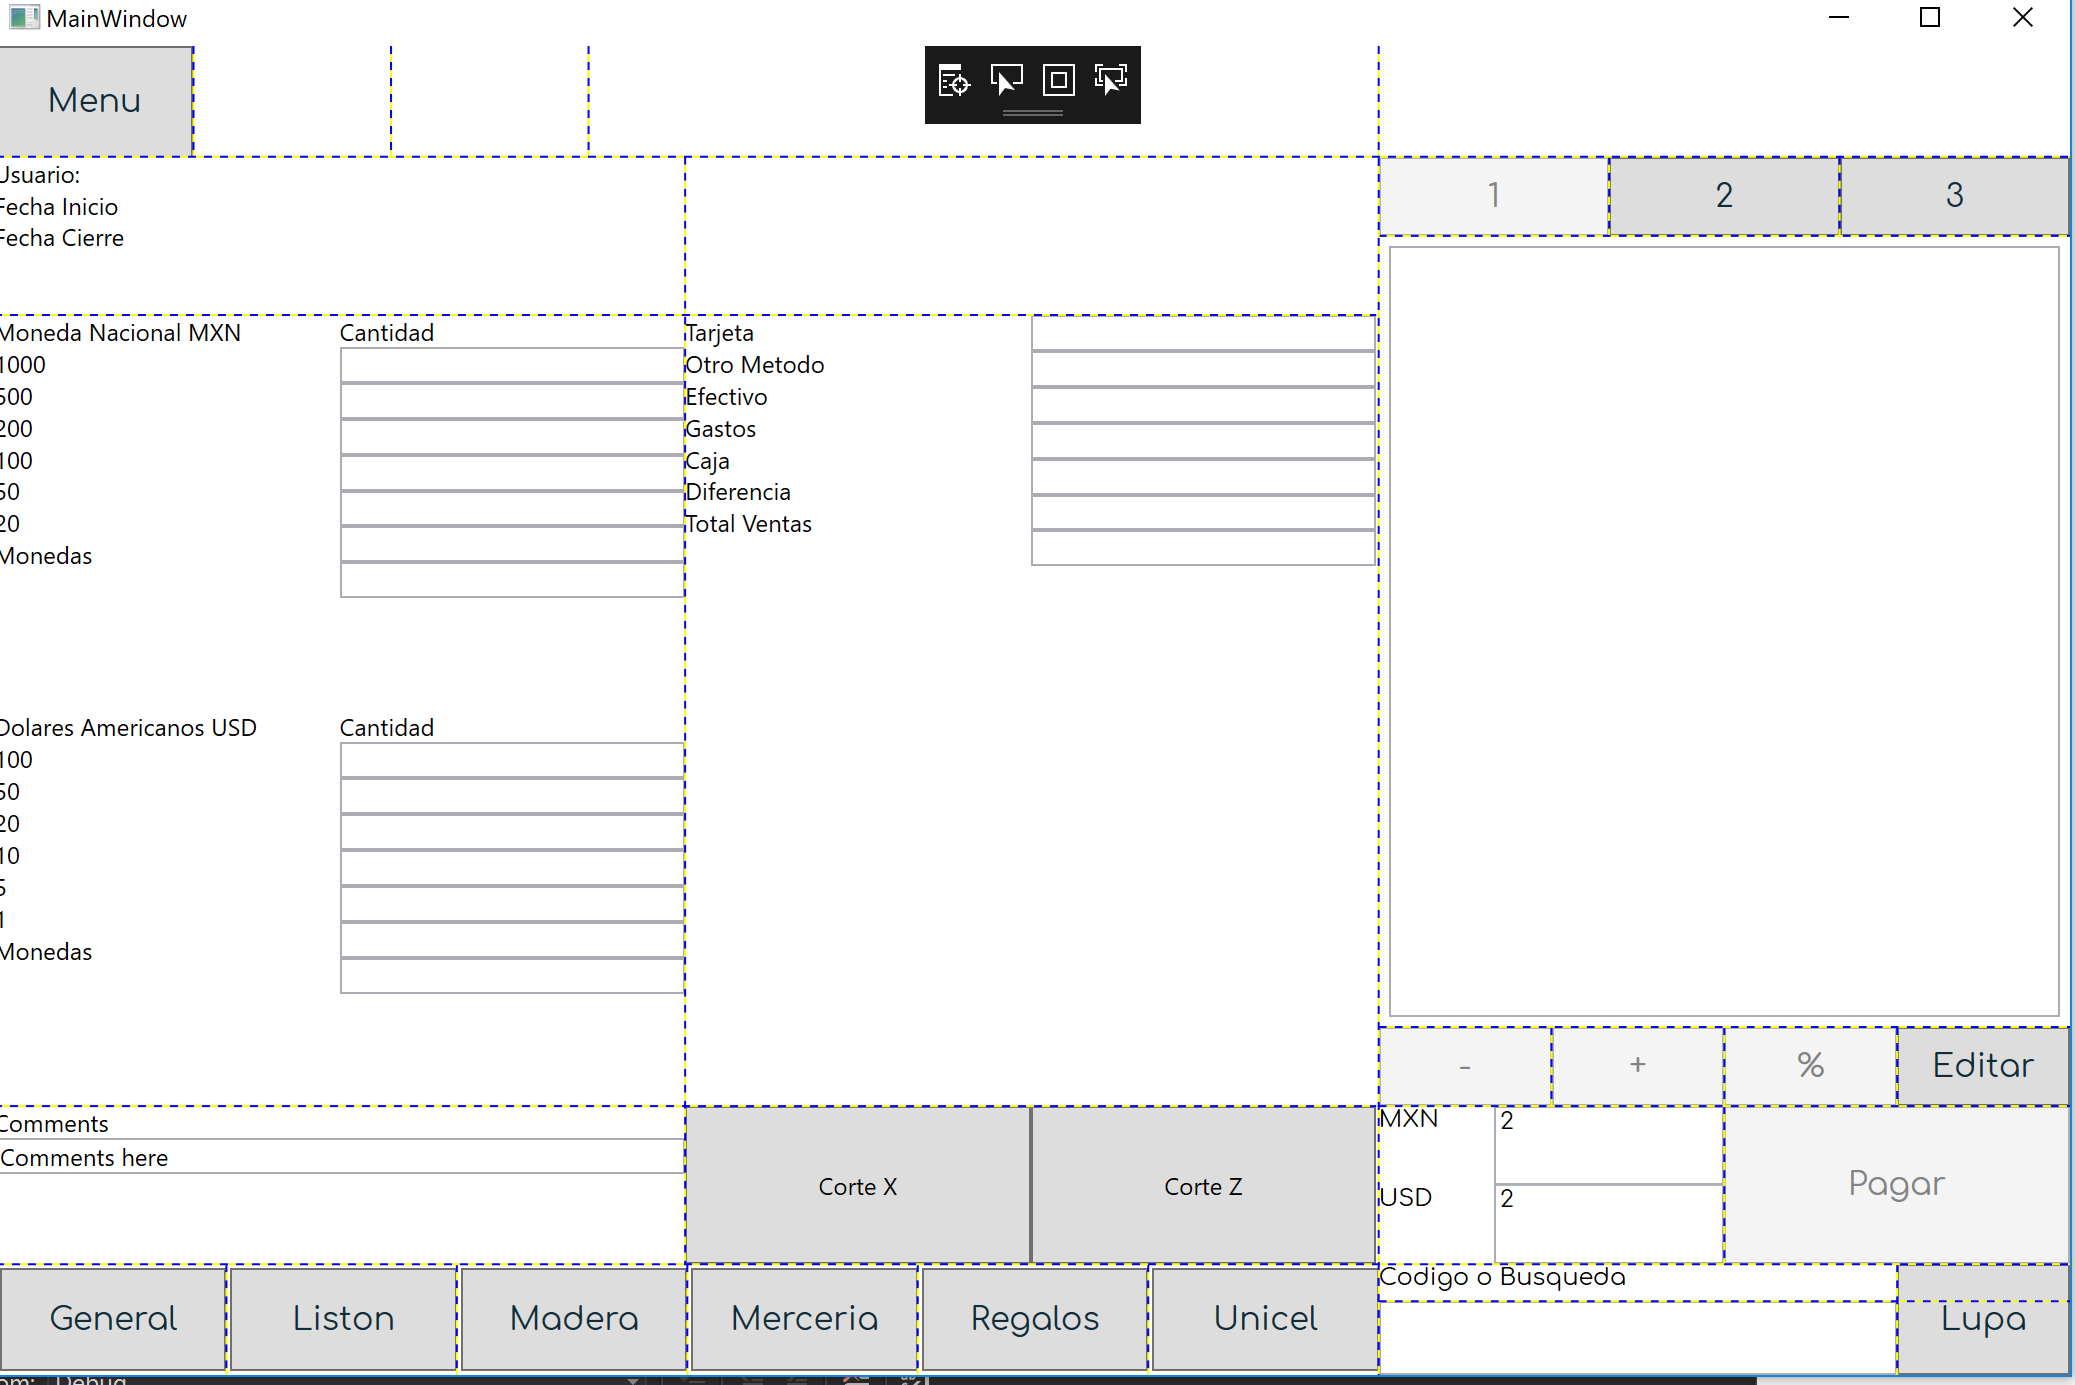 MainWindow
Menu
Usuario:
Fecha Inicio
Fecha Cierre
1 2 3
Moneda Nacional MXN Cantidad
1000
500
200
100
50
20
Monedas
Tarjeta
Otro Metodo
Efectivo
Gastos
Caja
Diferencia
Total Ventas
Dolares Americanos USD Cantidad
100
50
20
10
5
1
Monedas
- + % Editar
Comments
Comments here
Corte X Corte Z
MXN 2
USD 2
Pagar
Codigo o Busqueda
General Liston Madera Merceria Regalos Unicel Lupa
Debug